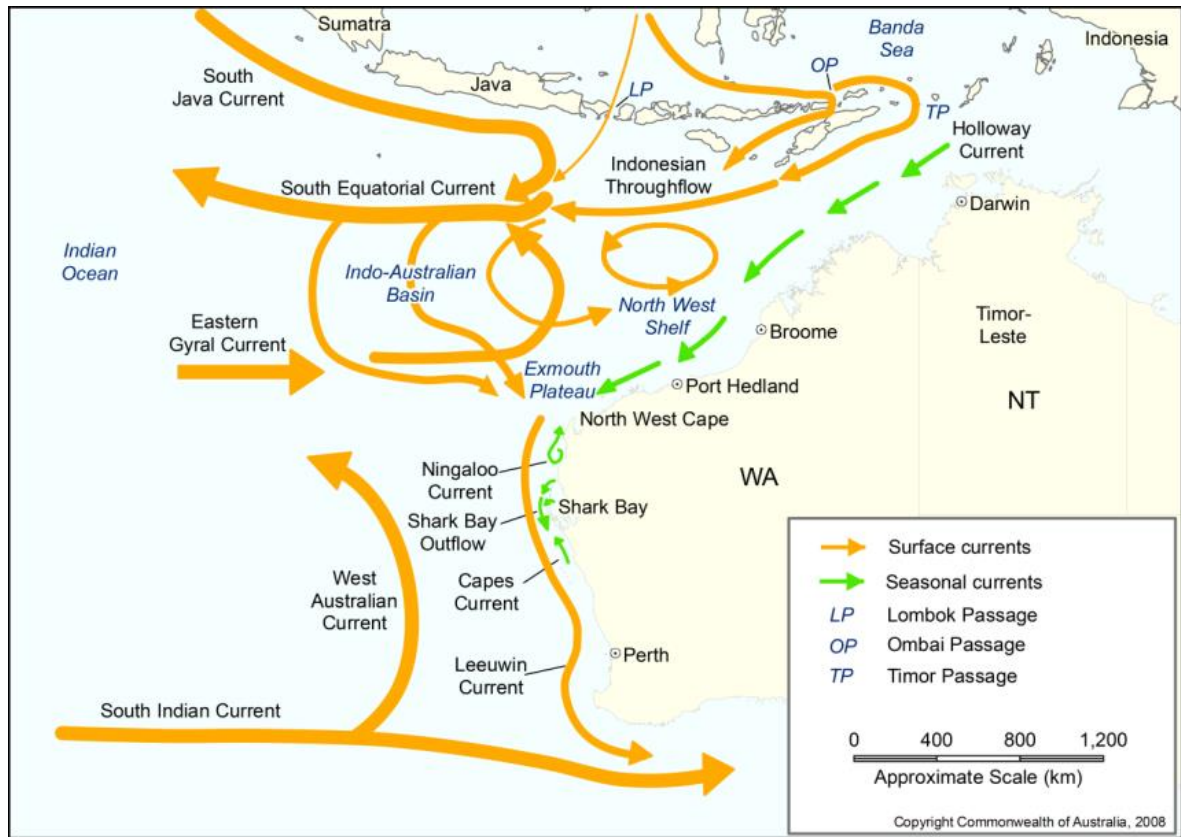 Sumatra
Banda
Sea
Indonesia
South
Java Current
Java
LP
OP
TP
Holloway
Current
Indonesian
Throughflow
South Equatorial Current
Darwin
Indian
Ocean
Indo-Australian
Basin
North West
Shelf
Timor-
Leste
Broome
Eastern
Gyral Current
Exmouth
Plateau
Port Hedland
NT
North West Cape
Ningaloo
Current
WA
Shark Bay
Shark Bay
Outflow
Capes
Current
West
Australian
Current
Perth
Leeuwin
Current
South Indian Current
Surface currents
Seasonal currents
LP Lombok Passage
OP Ombai Passage
TP Timor Passage
0 400 800 1,200
Approximate Scale (km)
Copyright Commonwealth of Australia, 2008